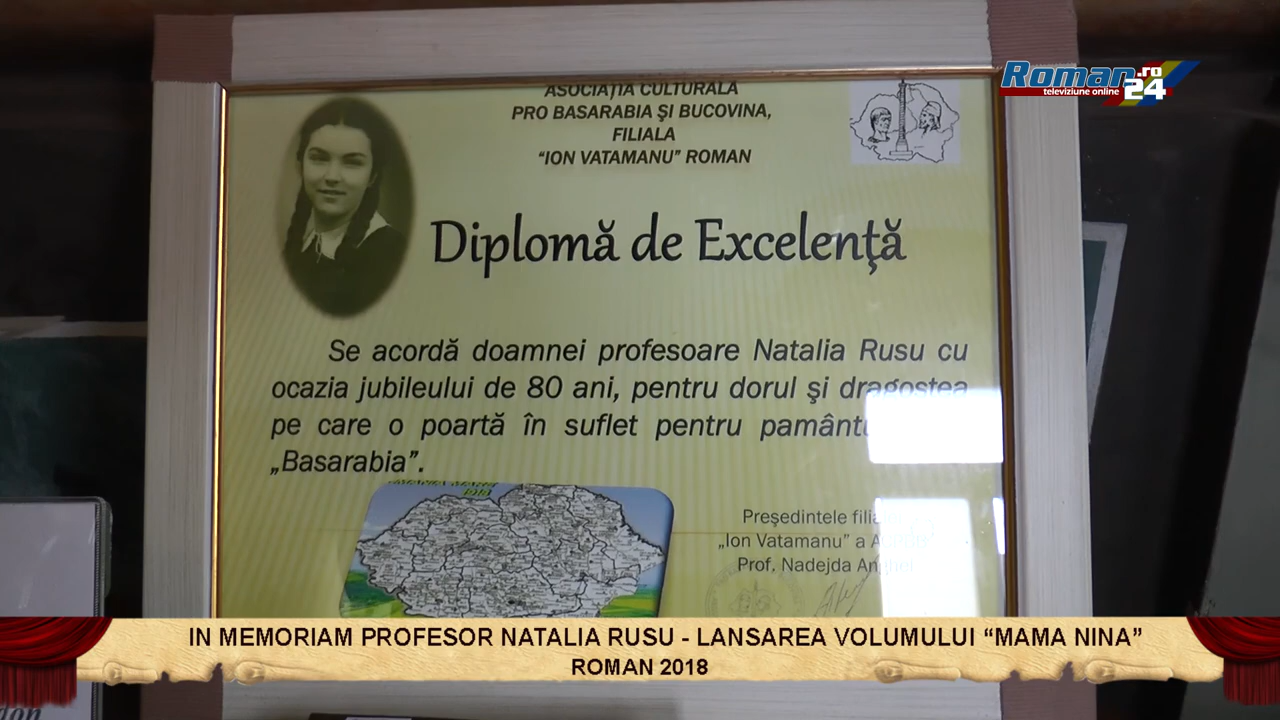 Roman.ro
televiziune online 24
ASOCIAȚIA CULTURALA
PRO BASARABIA ŞI BUCOVINA,
FILIALA
“ION VATAMANU” ROMAN
Diplomă de Excelenţă
Se acordă doamnei profesoare Natalia Rusu cu
ocazia jubileului de 80 ani, pentru dorul şi dragostea
pe care o poartă în suflet pentru
„Basarabia”.
1918
Preşedintele
„Ion Vatamanu” a
Prof. Nadejda Anghel
IN MEMORIAM PROFESOR NATALIA RUSU - LANSAREA VOLUMULUI “MAMA NINA”
ROMAN 2018